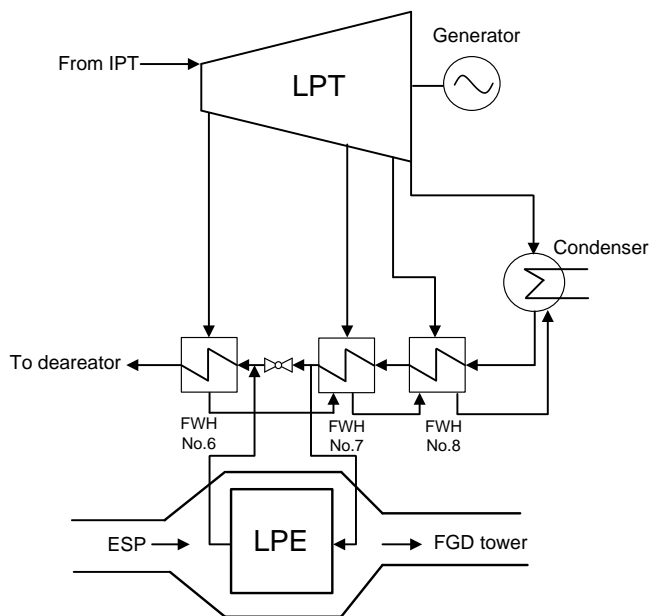 Generator
From IPT
LPT
Condenser
To deareator
FWH
No.6
FWH
No.7
FWH
No.8
ESP
LPE
FGD tower